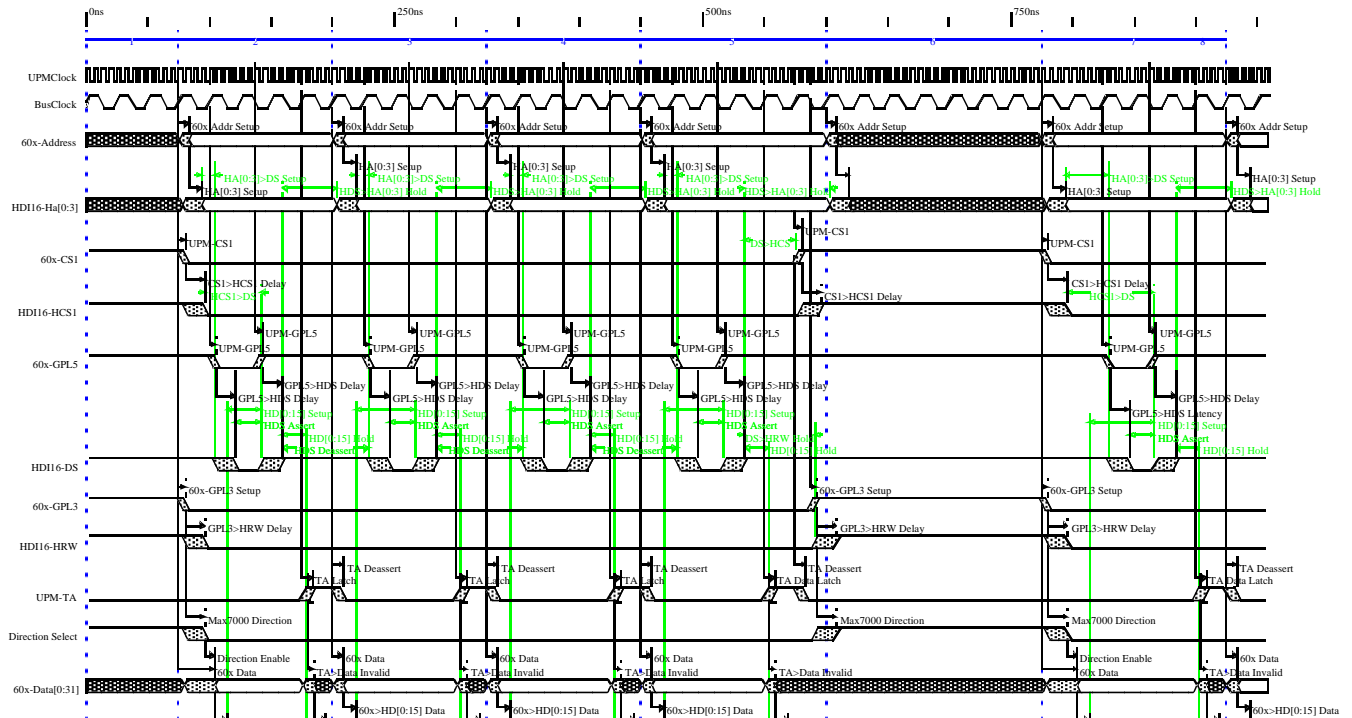 0ns 250ns 500ns 750ns
1 2 3 4 5 6 7 8
UPMClock
BusClock
60x Addr Setup 60x Addr Setup 60x Addr Setup 60x Addr Setup 60x Addr Setup 60x Addr Setup 60x Addr Setup
60x-Address
HA[0:3] Setup HA[0:3] Setup HA[0:3] Setup
HA[0:3]>DS Setup HA[0:3]>DS Setup HA[0:3]>DS Setup HA[0:3]>DS Setup HA[0:3]>DS Setup HA[0:3] Setup
HA[0:3] Setup HDS>HA[0:3] Hold HDS>HA[0:3] Hold HDS>HA[0:3] Hold HDS>HA[0:3] Hold HA[0:3] Setup HDS>HA[0:3] Hold
HDI16-Ha[0:3]
UPM-CS1
UPM-CS1 DS>HCS UPM-CS1
60x-CS1
CS1>HCS1 Delay CS1>HCS1 Delay
HCS1>DS CS1>HCS1 Delay HCS1>DS
HDI16-HCS1
UPM-GPL5 UPM-GPL5 UPM-GPL5 UPM-GPL5 UPM-GPL5
UPM-GPL5 UPM-GPL5 UPM-GPL5 UPM-GPL5 UPM-GPL5
60x-GPL5
GPL5>HDS Delay GPL5>HDS Delay GPL5>HDS Delay GPL5>HDS Delay
GPL5>HDS Delay GPL5>HDS Delay GPL5>HDS Delay GPL5>HDS Delay GPL5>HDS Delay
HD[0:15] Setup HD[0:15] Setup HD[0:15] Setup HD[0:15] Setup GPL5>HDS Latency
HDS Assert HDS Assert HDS Assert HDS Assert HD[0:15] Setup
HD[0:15] Hold HD[0:15] Hold HD[0:15] Hold DS>HRW Hold HDS Assert
HDS Deassert HDS Deassert HDS Deassert HD[0:15] Hold HD[0:15] Hold
HDI16-DS
60x-GPL3 Setup 60x-GPL3 Setup 60x-GPL3 Setup
60x-GPL3
GPL3>HRW Delay GPL3>HRW Delay GPL3>HRW Delay
HDI16-HRW
TA Deassert TA Deassert TA Deassert TA Deassert TA Deassert
TA Latch TA Latch TA Latch TA Data Latch TA Data Latch
UPM-TA
Max7000 Direction Max7000 Direction Max7000 Direction
Direction Select
Direction Enable 60x Data 60x Data 60x Data Direction Enable 60x Data
60x Data TA>Data Invalid TA>Data Invalid TA>Data Invalid TA>Data Invalid 60x Data TA>Data Invalid
60x-Data[0:31]
60x>HD[0:15] Data 60x>HD[0:15] Data 60x>HD[0:15] Data 60x>HD[0:15] Data